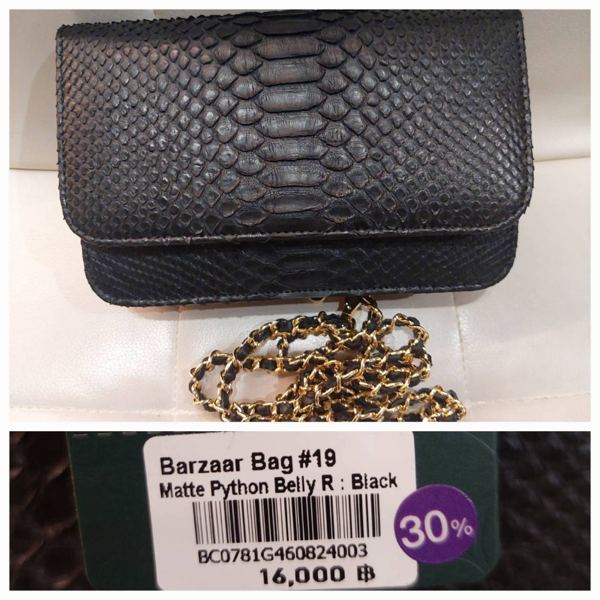 Barzaar Bag #19
Matte Python Belly R : Black
30%
BC0781G460824003
16,000 ฿